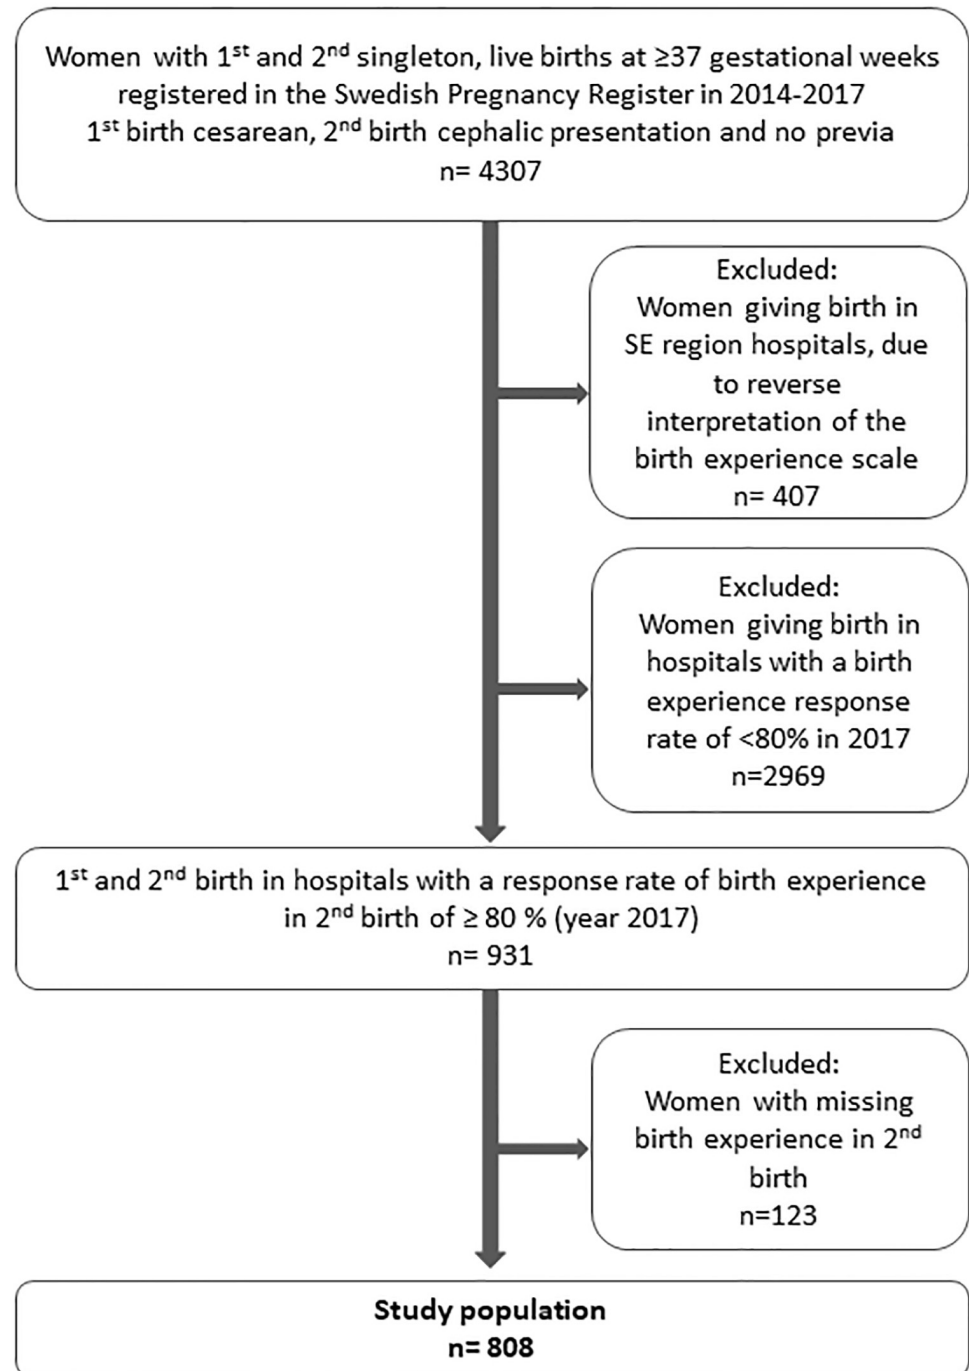 Women with 1st and 2nd singleton, live births at ≥37 gestational weeks
registered in the Swedish Pregnancy Register in 2014-2017
1st birth cesarean, 2nd birth cephalic presentation and no previa
n= 4307
Excluded:
Women giving birth in
SE region hospitals, due
to reverse
interpretation of the
birth experience scale
n= 407
Excluded:
Women giving birth in
hospitals with a birth
experience response
rate of <80% in 2017
n=2969
1st and 2nd birth in hospitals with a response rate of birth experience
in 2nd birth of ≥ 80 % (year 2017)
n= 931
Excluded:
Women with missing
birth experience in 2nd
birth
n=123
Study population
n= 808